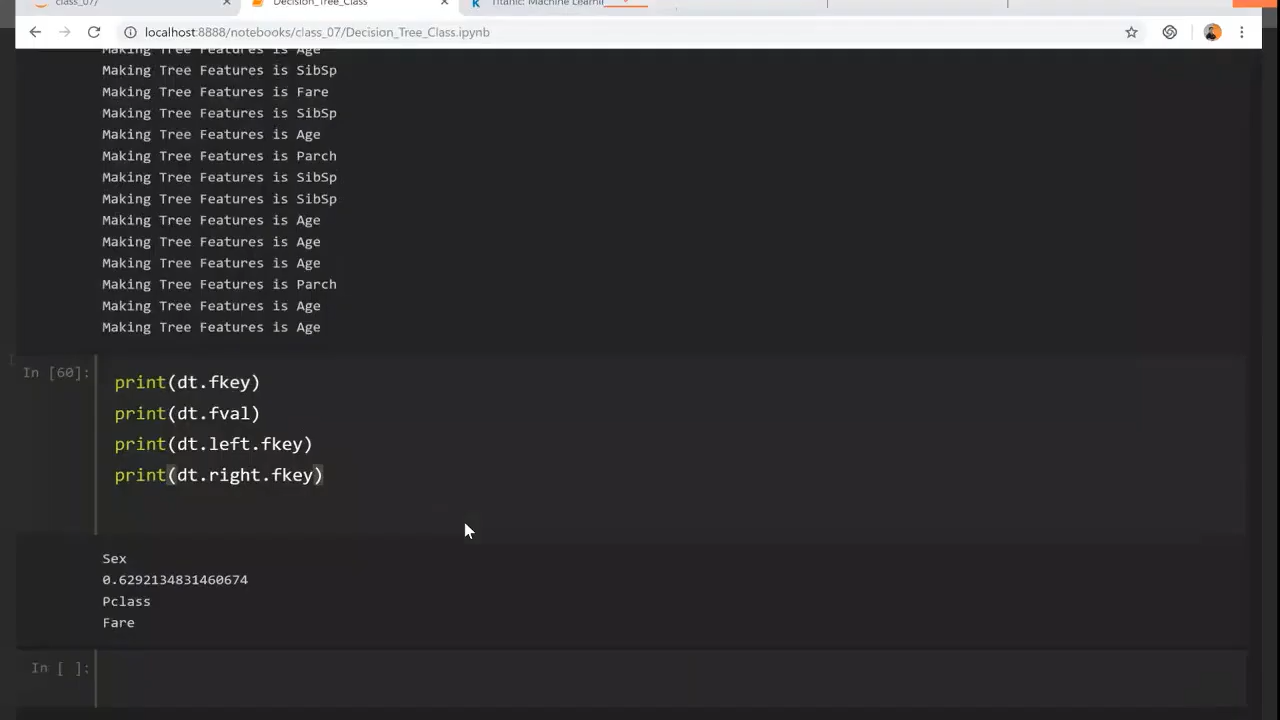 class_07/
Decision_Tree_Class
Titanic: Machine Learni
localhost:8888/notebooks/class_07/Decision_Tree_Class.ipynb
Making Tree Features is Age
Making Tree Features is SibSp
Making Tree Features is Fare
Making Tree Features is SibSp
Making Tree Features is Age
Making Tree Features is Parch
Making Tree Features is SibSp
Making Tree Features is SibSp
Making Tree Features is Age
Making Tree Features is Age
Making Tree Features is Age
Making Tree Features is Parch
Making Tree Features is Age
Making Tree Features is Age
In [60]:
print(dt.fkey)
print(dt.fval)
print(dt.left.fkey)
print(dt.right.fkey)
Sex
0.6292134831460674
Pclass
Fare
In [ ]: